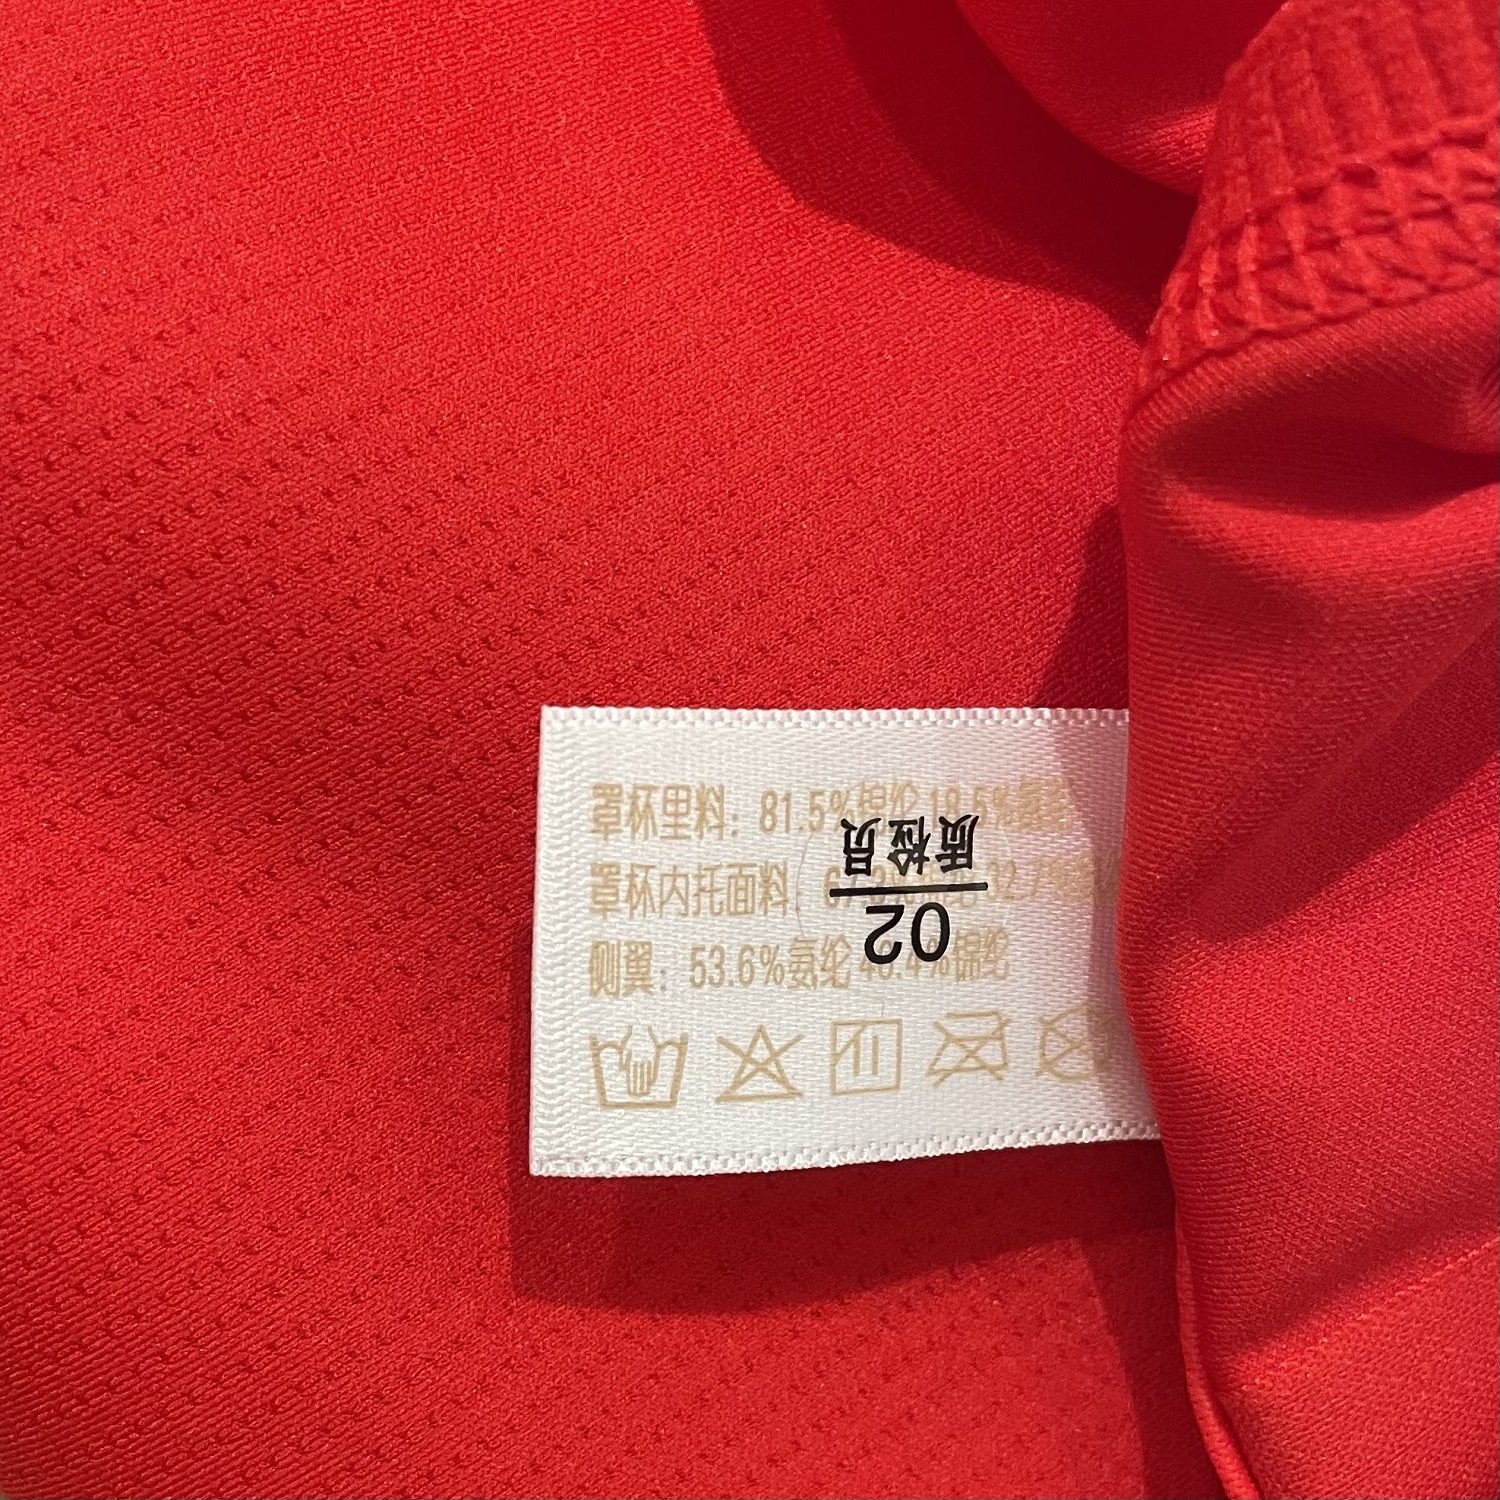 罩杯里料：81.5%锦纶 18.5%氨纶
罩杯内托面料：
侧翼：53.6%氨纶 46.4%锦纶
质检员
02